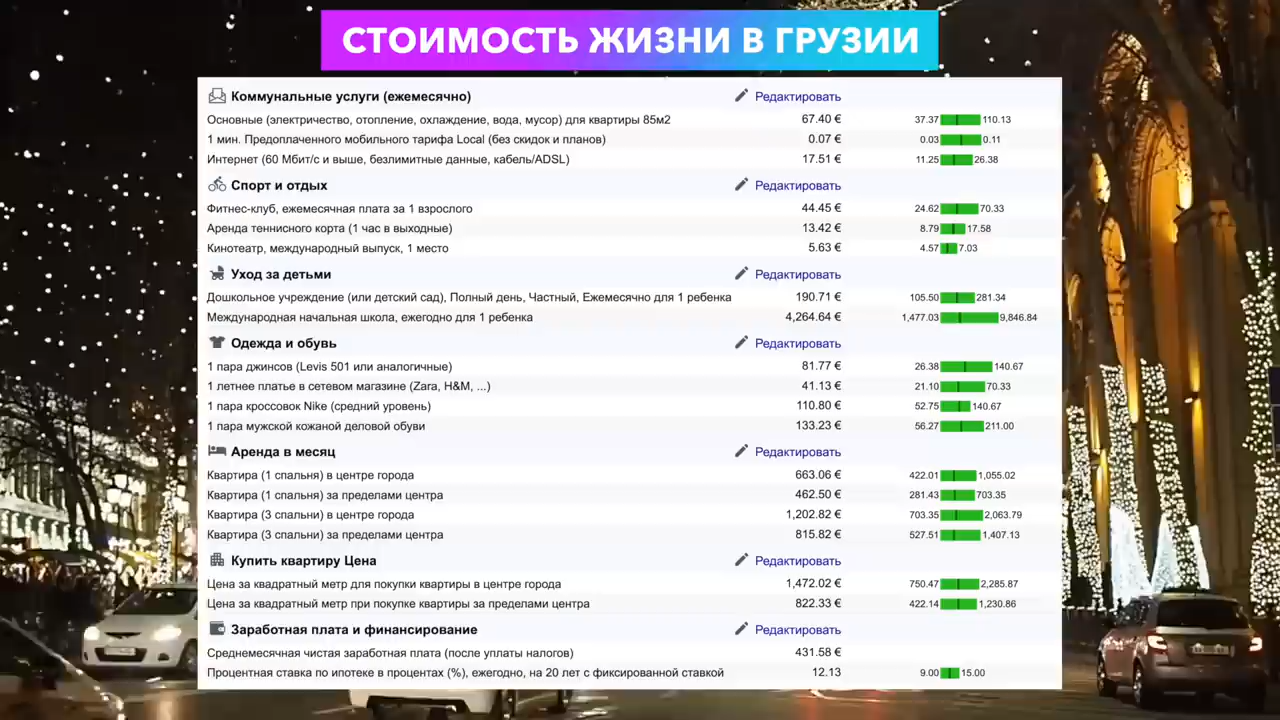 СТОИМОСТЬ ЖИЗНИ В ГРУЗИИ
Коммунальные услуги (ежемесячно) Редактировать
Основные (электричество, отопление, охлаждение, вода, мусор) для квартиры 85м2 67.40 € 37.37 110.13
1 мин. Предоплаченного мобильного тарифа Local (без скидок и планов) 0.07 € 0.03 0.11
Интернет (60 Мбит/с и выше, безлимитные данные, кабель/ADSL) 17.51 € 11.25 26.38
Спорт и отдых Редактировать
Фитнес-клуб, ежемесячная плата за 1 взрослого 44.45 € 24.62 70.33
Аренда теннисного корта (1 час в выходные) 13.42 € 8.79 17.58
Кинотеатр, международный выпуск, 1 место 5.63 € 4.57 7.03
Уход за детьми Редактировать
Дошкольное учреждение (или детский сад), Полный день, Частный, Ежемесячно для 1 ребенка 190.71 € 105.50 281.34
Международная начальная школа, ежегодно для 1 ребенка 4,264.64 € 1,477.03 9,846.84
Одежда и обувь Редактировать
1 пара джинсов (Levis 501 или аналогичные) 81.77 € 26.38 140.67
1 летнее платье в сетевом магазине (Zara, H&M, ...) 41.13 € 21.10 70.33
1 пара кроссовок Nike (средний уровень) 110.80 € 52.75 140.67
1 пара мужской кожаной деловой обуви 133.23 € 56.27 211.00
Аренда в месяц Редактировать
Квартира (1 спальня) в центре города 663.06 € 422.01 1,055.02
Квартира (1 спальня) за пределами центра 462.50 € 281.43 703.35
Квартира (3 спальни) в центре города 1,202.82 € 703.35 2,063.79
Квартира (3 спальни) за пределами центра 815.82 € 527.51 1,407.13
Купить квартиру Цена Редактировать
Цена за квадратный метр для покупки квартиры в центре города 1,472.02 € 750.47 2,285.87
Цена за квадратный метр при покупке квартиры за пределами центра 822.33 € 422.14 1,230.86
Заработная плата и финансирование Редактировать
Среднемесячная чистая заработная плата (после уплаты налогов) 431.58 €
Процентная ставка по ипотеке в процентах (%), ежегодно, на 20 лет с фиксированной ставкой 12.13 9.00 15.00